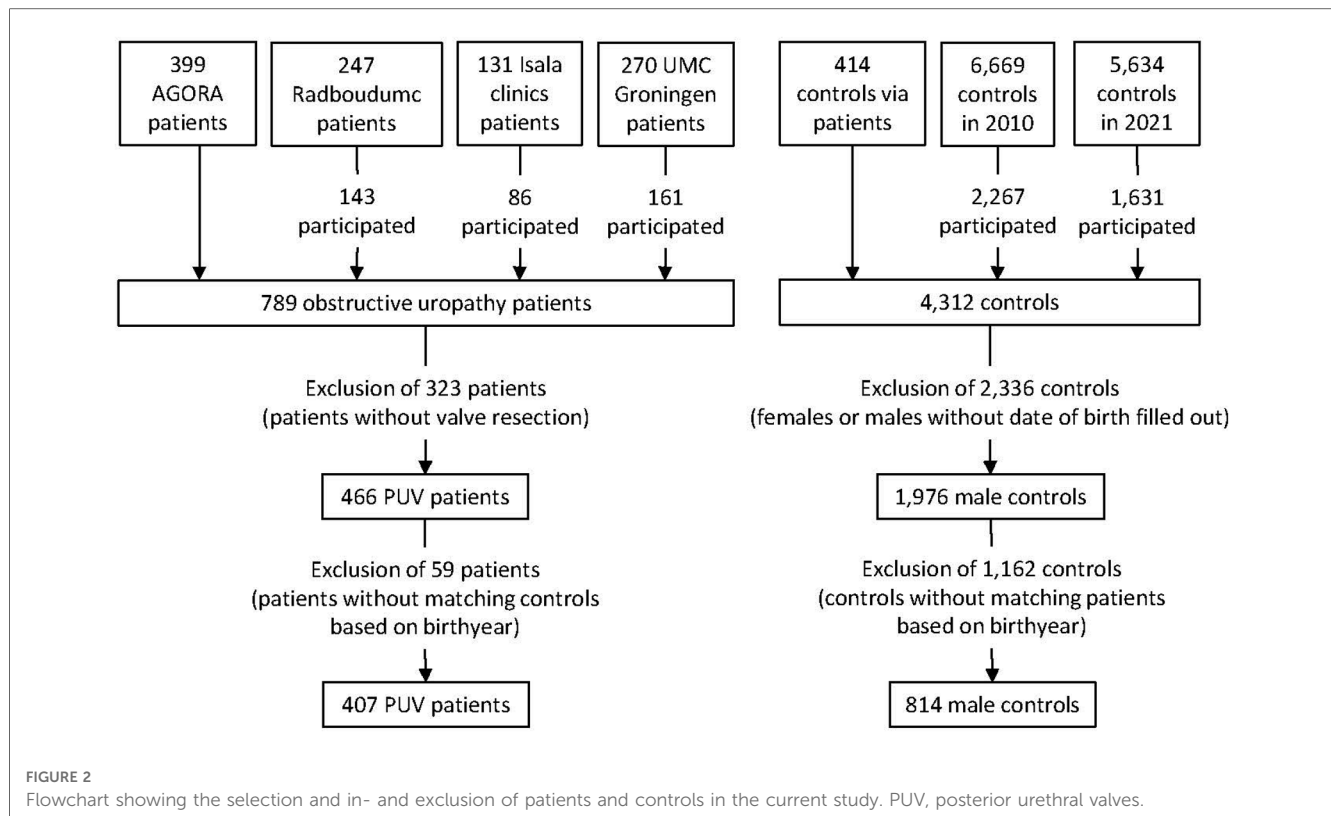 399
AGORA
patients
247
Radboudumc
patients
131 Isala
clinics
patients
270 UMC
Groningen
patients
414
controls via
patients
6,669
controls
in 2010
5,634
controls
in 2021
143
participated
86
participated
161
participated
2,267
participated
1,631
participated
789 obstructive uropathy patients
4,312 controls
Exclusion of 323 patients
(patients without valve resection)
Exclusion of 2,336 controls
(females or males without date of birth filled out)
466 PUV patients
1,976 male controls
Exclusion of 59 patients
(patients without matching controls
based on birthyear)
Exclusion of 1,162 controls
(controls without matching patients
based on birthyear)
407 PUV patients
814 male controls
FIGURE 2
Flowchart showing the selection and in- and exclusion of patients and controls in the current study. PUV, posterior urethral valves.